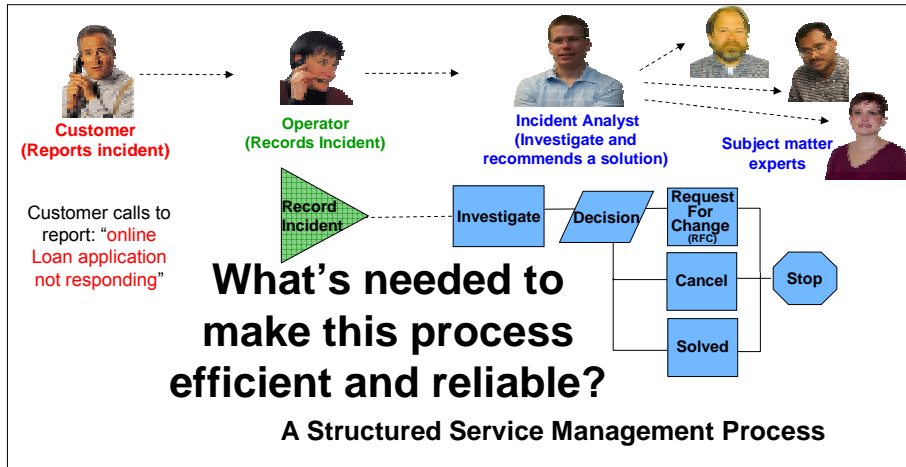 Customer
(Reports incident)
Operator
(Records Incident)
Incident Analyst
(Investigate and
recommends a solution)
Subject matter
experts
Customer calls to
report: “online
Loan application
not responding”
Record
Incident
Investigate
Decision
Request
For
Change
(RFC)
Cancel
Solved
Stop
What’s needed to
make this process
efficient and reliable?
A Structured Service Management Process